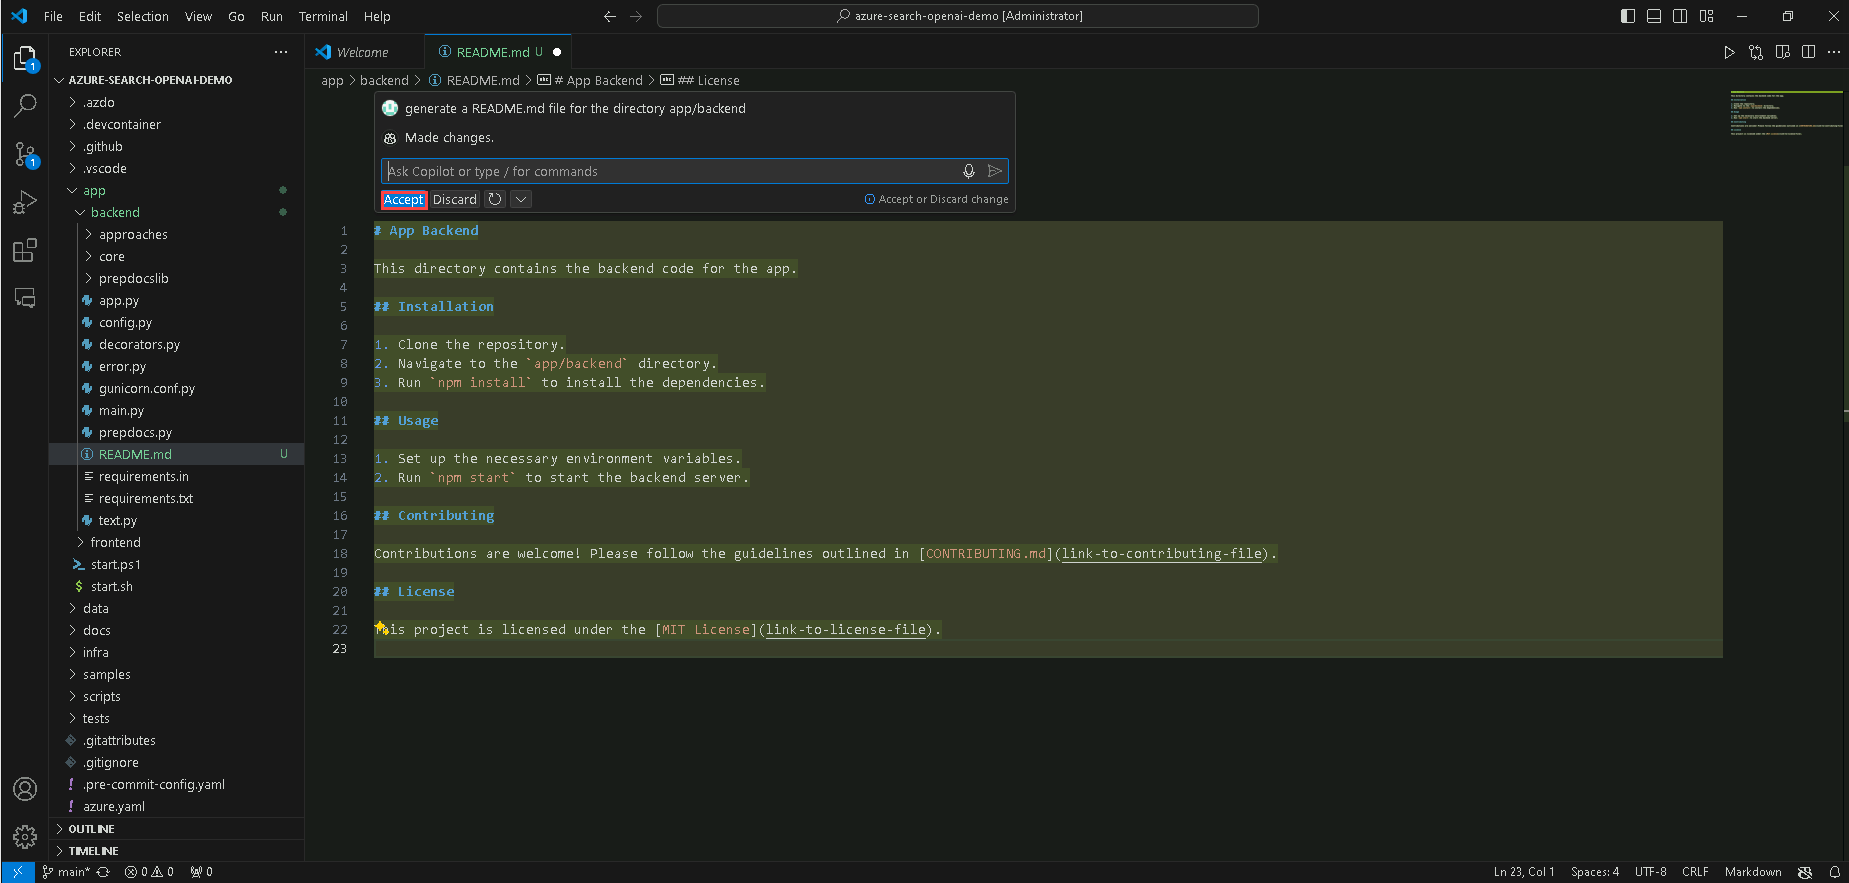 File Edit Selection View Go Run Terminal Help
azure-search-openai-demo [Administrator]
EXPLORER
Welcome
README.md U
1
AZURE-SEARCH-OPENAI-DEMO
app > backend > README.md > # App Backend > ## License
.azdo
.devcontainer
.github
1
.vscode
app
backend
approaches
core
prepdocslib
app.py
config.py
decorators.py
error.py
gunicorn.conf.py
main.py
prepdocs.py
README.md U
requirements.in
requirements.txt
text.py
frontend
start.ps1
start.sh
data
docs
infra
samples
scripts
tests
.gitattributes
.gitignore
.pre-commit-config.yaml
azure.yaml
OUTLINE
TIMELINE
generate a README.md file for the directory app/backend
Made changes.
Ask Copilot or type / for commands
Accept Discard
Accept or Discard change
1 # App Backend
2
3 This directory contains the backend code for the app.
4
5 ## Installation
6
7 1. Clone the repository.
8 2. Navigate to the `app/backend` directory.
9 3. Run `npm install` to install the dependencies.
10
11 ## Usage
12
13 1. Set up the necessary environment variables.
14 2. Run `npm start` to start the backend server.
15
16 ## Contributing
17
18 Contributions are welcome! Please follow the guidelines outlined in [CONTRIBUTING.md](link-to-contributing-file).
19
20 ## License
21
22 This project is licensed under the [MIT License](link-to-license-file).
23
main* 0 0 0
Ln 23, Col 1 Spaces: 4 UTF-8 CRLF Markdown